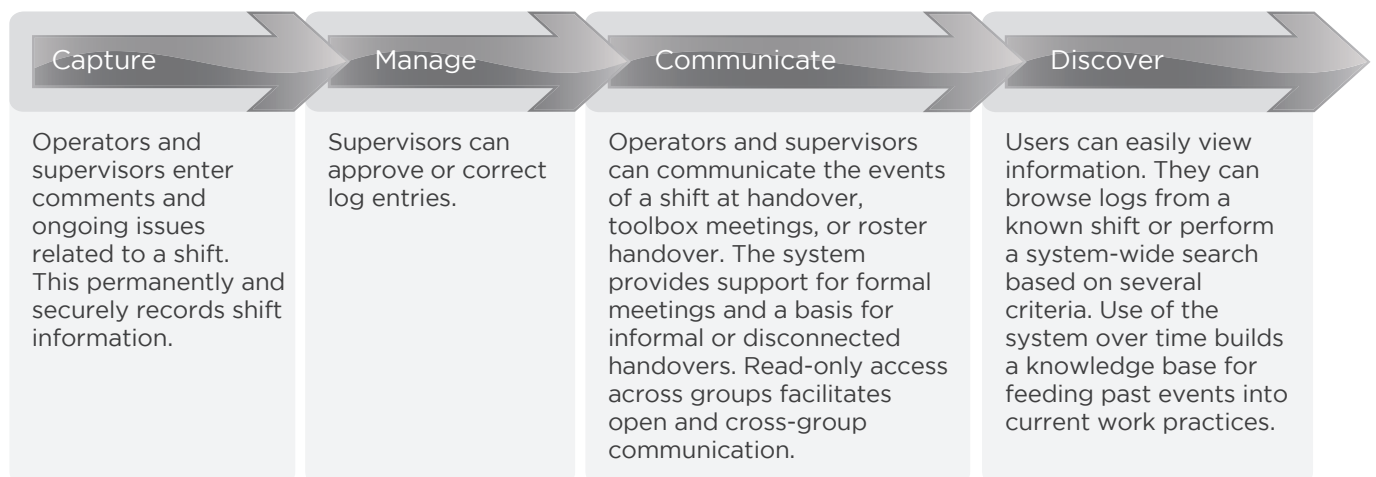 Capture
Operators and
supervisors enter
comments and
ongoing issues
related to a shift.
This permanently and
securely records shift
information.
Manage
Supervisors can
approve or correct
log entries.
Communicate
Operators and supervisors
can communicate the events
of a shift at handover,
toolbox meetings, or roster
handover. The system
provides support for formal
meetings and a basis for
informal or disconnected
handovers. Read-only access
across groups facilitates
open and cross-group
communication.
Discover
Users can easily view
information. They can
browse logs from a
known shift or perform
a system-wide search
based on several
criteria. Use of the
system over time builds
a knowledge base for
feeding past events into
current work practices.